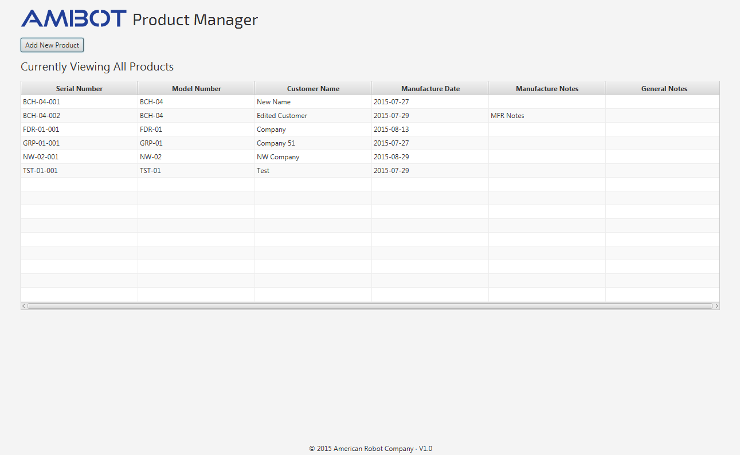 AMBOT Product Manager
Add New Product
Currently Viewing All Products
Serial Number Model Number Customer Name Manufacture Date Manufacture Notes General Notes
BCH-04-001 BCH-04 New Name 2015-07-27
BCH-04-002 BCH-04 Edited Customer 2015-07-29 MFR Notes
FDR-01-001 FDR-01 Company 2015-08-13
GRP-01-001 GRP-01 Company 51 2015-07-27
NW-02-001 NW-02 NW Company 2015-08-29
TST-01-001 TST-01 Test 2015-07-29
© 2015 American Robot Company - V1.0